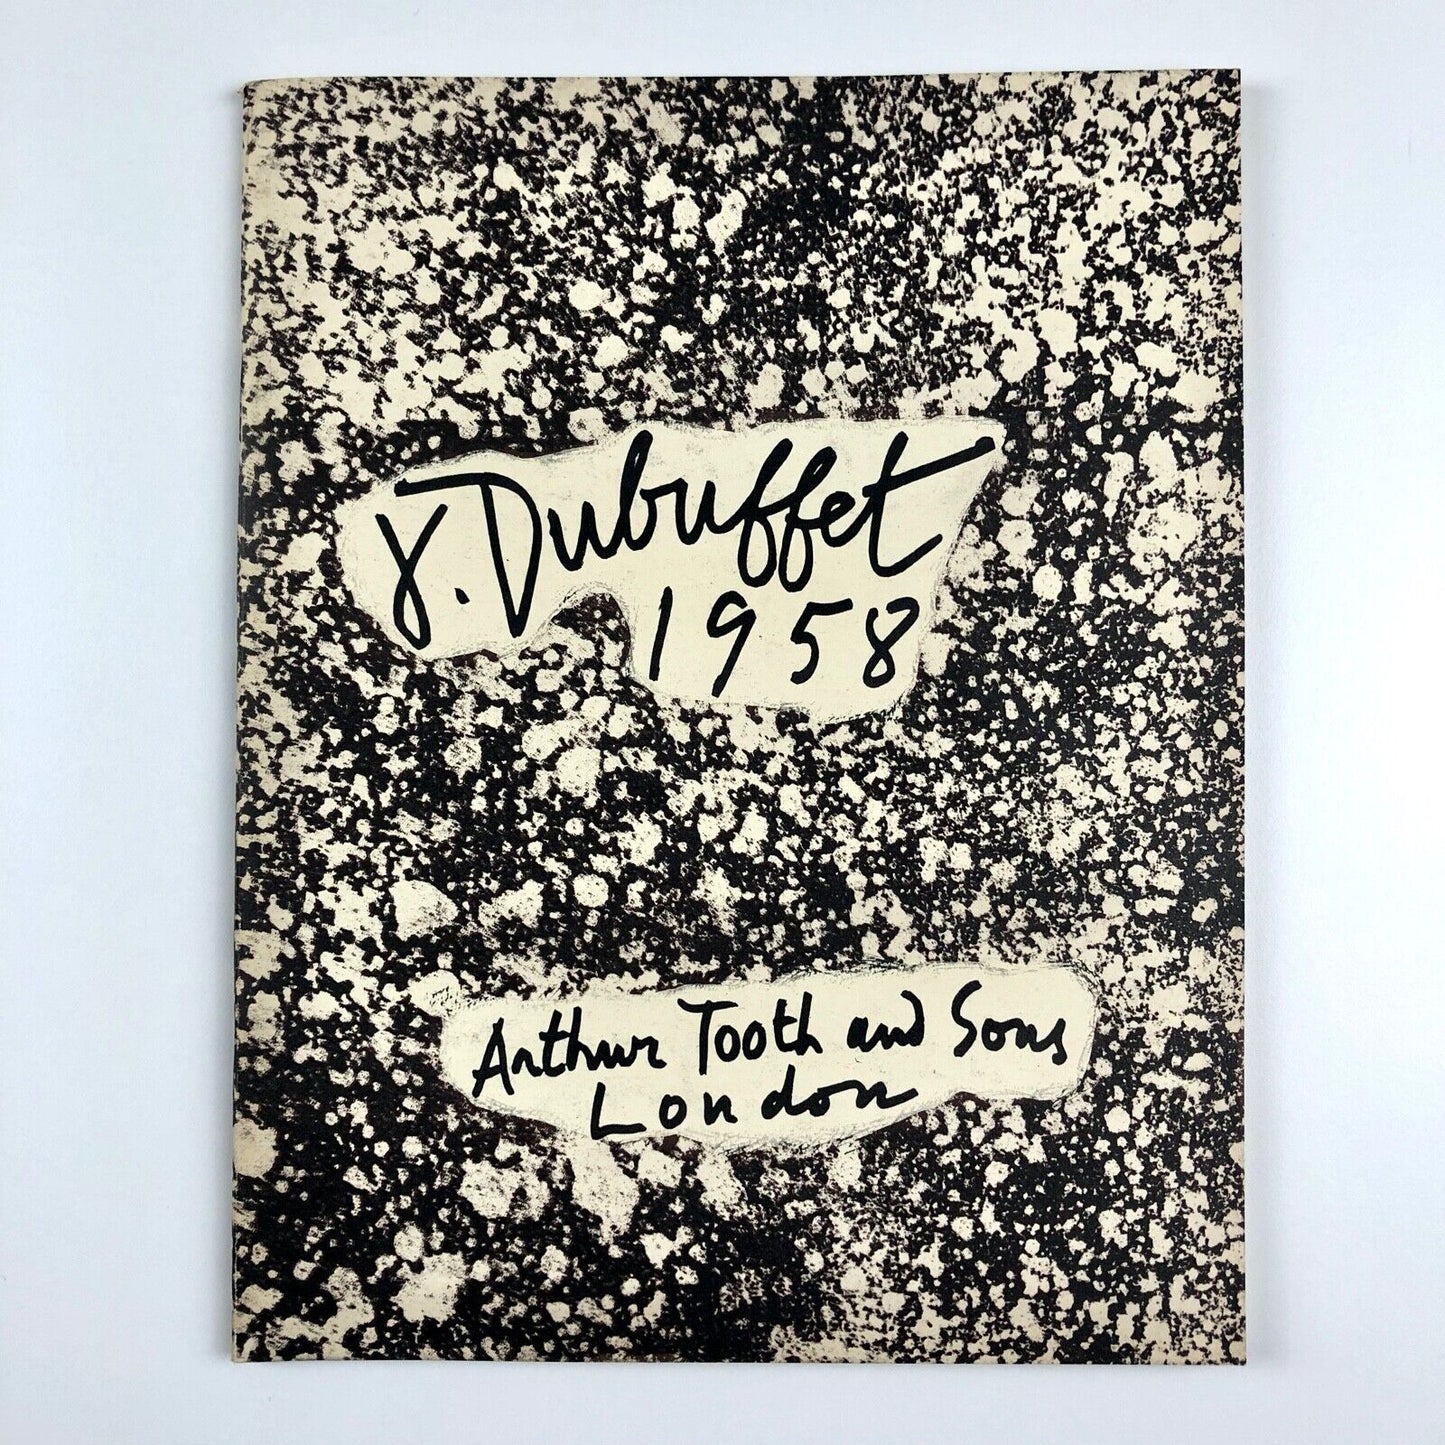 J. Dubuffet
1958
Arthur Tooth and Sons
London